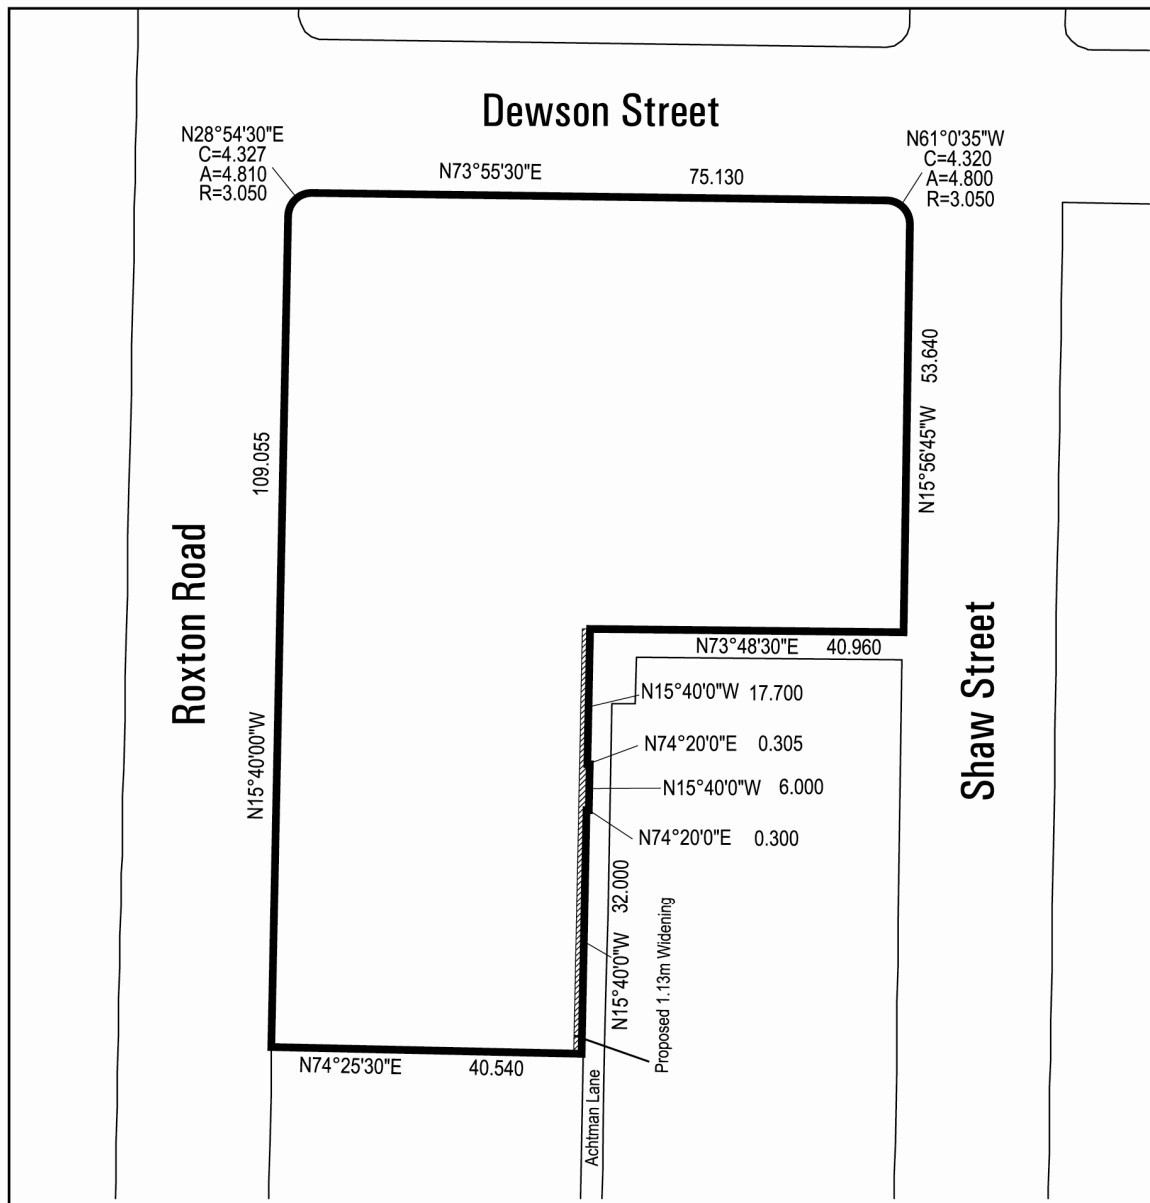 Dewson Street
N28°54'30"E
C=4.327
A=4.810
R=3.050
N73°55'30"E 75.130
N61°0'35"W
C=4.320
A=4.800
R=3.050
109.055
N15°40'00"W
Roxton Road
N15°56'45"W 53.640
Shaw Street
N73°48'30"E 40.960
N15°40'0"W 17.700
N74°20'0"E 0.305
N15°40'0"W 6.000
N74°20'0"E 0.300
N15°40'0"W 32.000
Proposed 1.13m Widening
N74°25'30"E 40.540
Achtman Lane